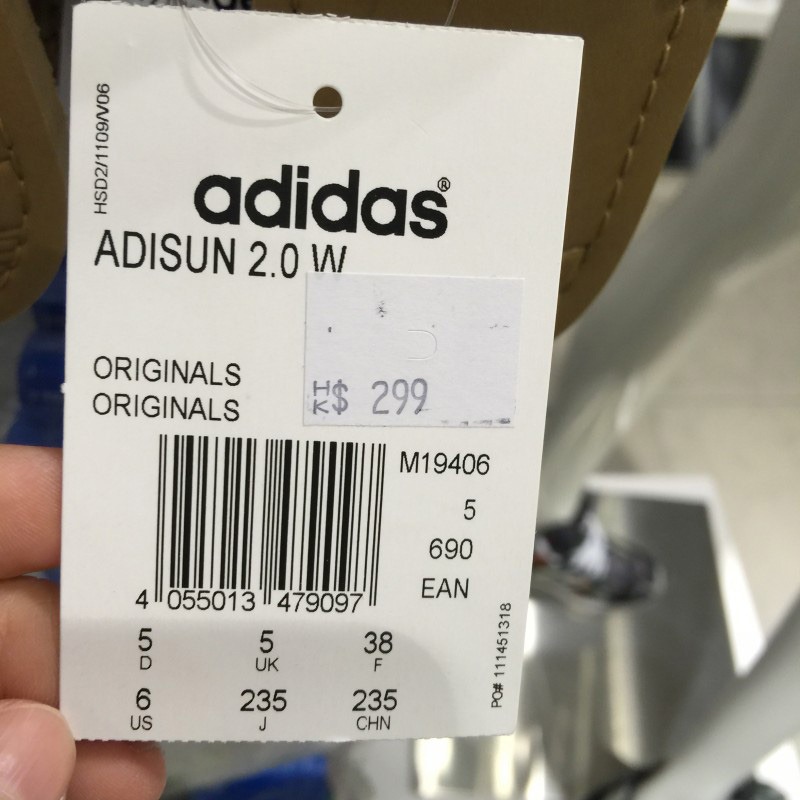 HSD2/1109/V06
adidas®
ADISUN 2.0 W
ORIGINALS
ORIGINALS
HK$ 299
M19406
5
690
EAN
4 055013 479097
5 5 38
D UK F
6 235 235
US J CHN
PO# 111451318